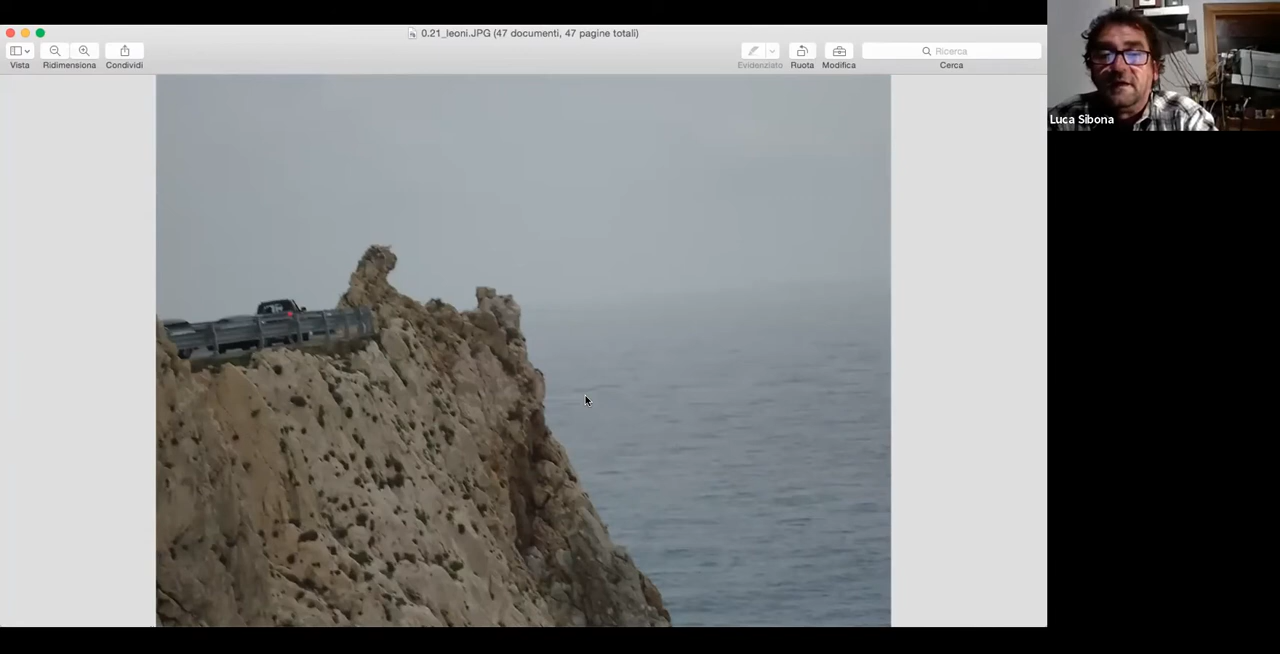 0.21_leoni.JPG (47 documenti, 47 pagine totali)
Ricerca
Vista
Ridimensiona
Condividi
Evidenziato
Ruota
Modifica
Cerca
Luca Sibona